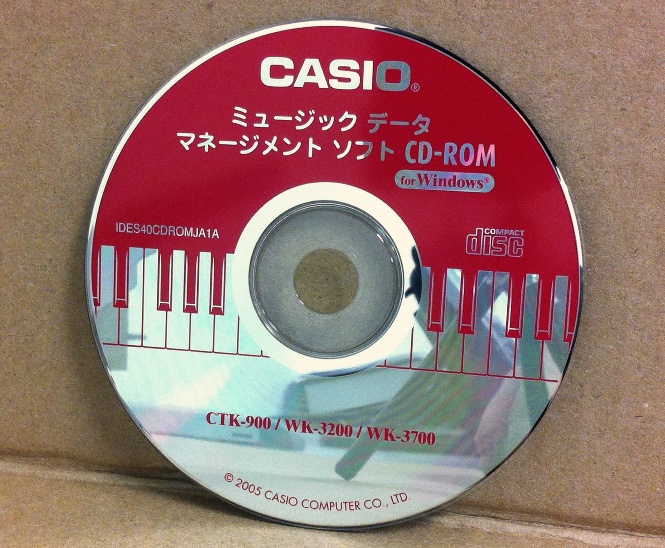 CASIO®
ミュージック データ
マネージメント ソフト CD-ROM
for Windows®
IDES40CDROMJA1A
COMPACT
disc
CTK-900 / WK-3200 / WK-3700
© 2005 CASIO COMPUTER CO., LTD.